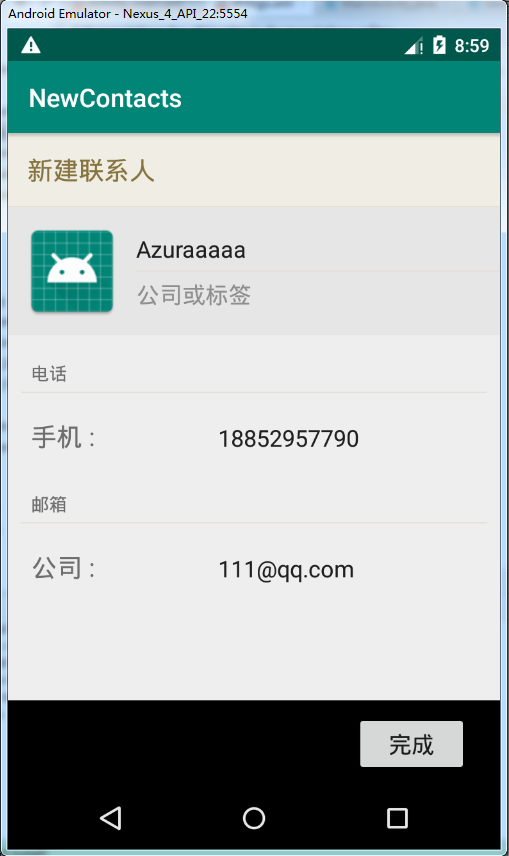 Android Emulator - Nexus_4_API_22:5554
8:59
NewContacts
新建联系人
Azuraaaaa
公司或标签
电话
手机 : 18852957790
邮箱
公司 : 111@qq.com
完成